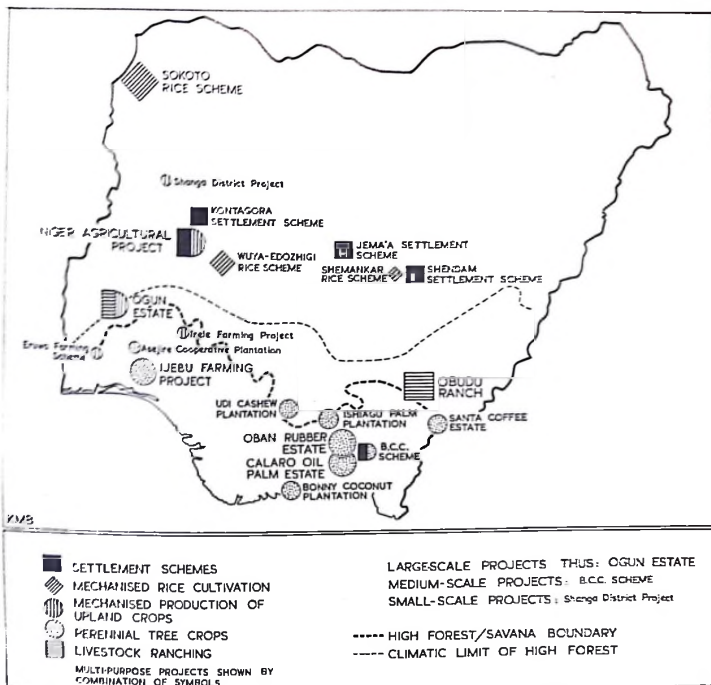 SOKOTO
RICE SCHEME
Shanga District Project
KONTAGORA
SETTLEMENT SCHEME
NIGER AGRICULTURAL
PROJECT
WUYA-EDOZHIGI
RICE SCHEME
JEMA'A SETTLEMENT
SCHEME
SHEMANKAR
RICE SCHEME
SHENDAM
SETTLEMENT SCHEME
OGUN
ESTATE
Irele Farming Project
Eruwa Farming
Scheme
Asejire Cooperative Plantation
IJEBU FARMING
PROJECT
OBUDU
RANCH
UDI CASHEW
PLANTATION
ISHIAGU PALM
PLANTATION
SANTA COFFEE
ESTATE
OBAN RUBBER
ESTATE
B.C.C.
SCHEME
CALARO OIL
PALM ESTATE
BONNY COCONUT
PLANTATION
KMB
SETTLEMENT SCHEMES
MECHANISED RICE CULTIVATION
MECHANISED PRODUCTION OF
UPLAND CROPS
PERENNIAL TREE CROPS
LIVESTOCK RANCHING
MULTI-PURPOSE PROJECTS SHOWN BY
COMBINATION OF SYMBOLS
LARGE-SCALE PROJECTS THUS: OGUN ESTATE
MEDIUM-SCALE PROJECTS: B.C.C. SCHEME
SMALL-SCALE PROJECTS: Shanga District Project
HIGH FOREST/SAVANA BOUNDARY
CLIMATIC LIMIT OF HIGH FOREST